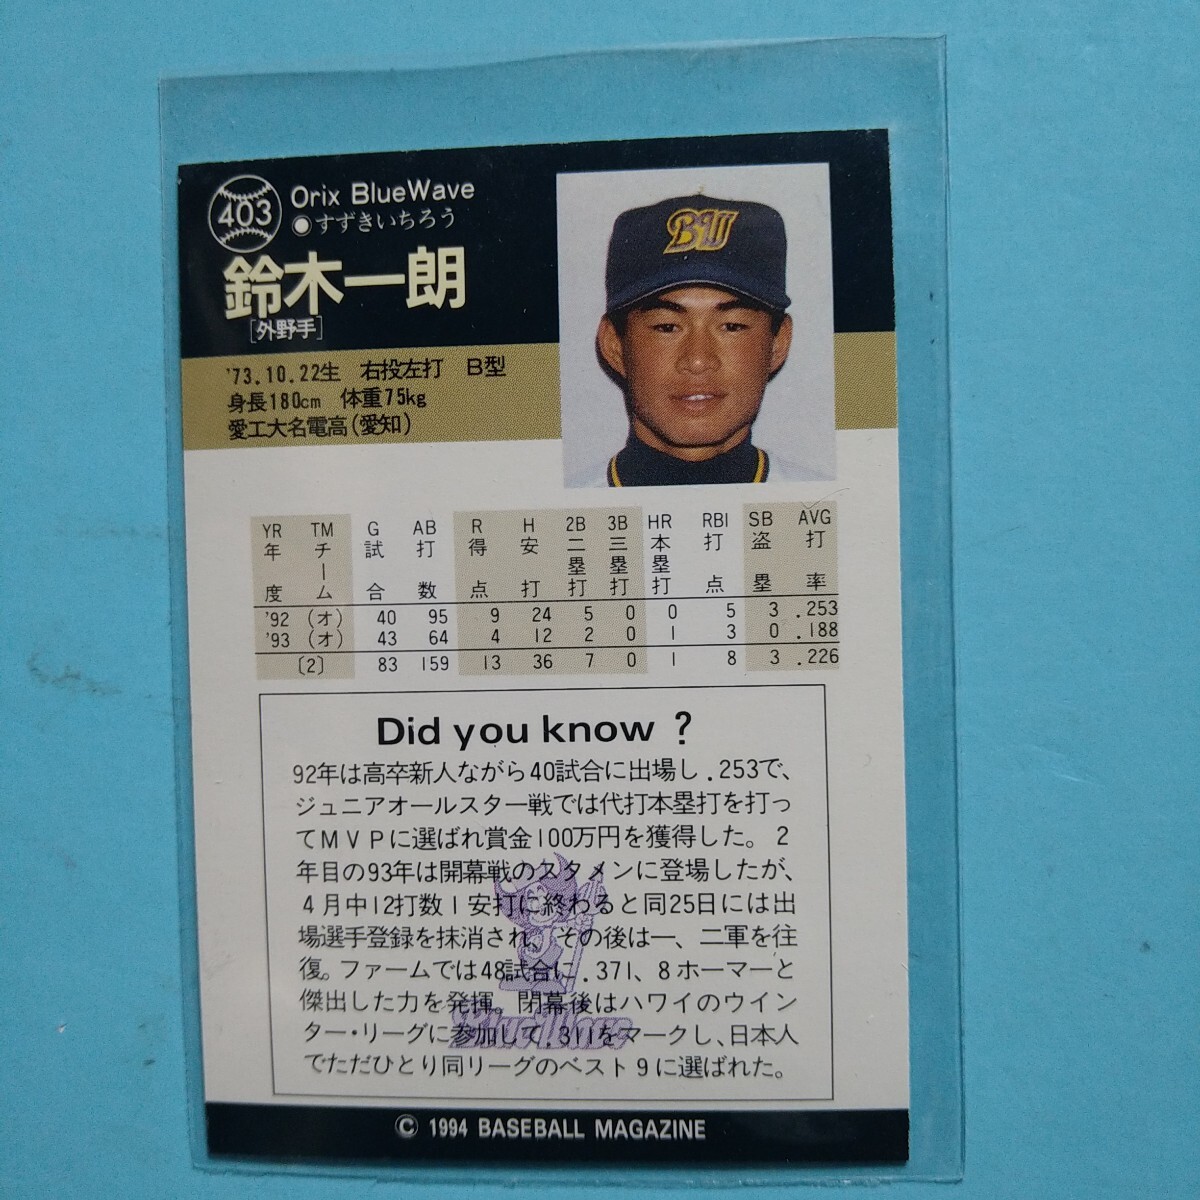 403
Orix BlueWave
◉すずきいちろう
鈴木一朗
[外野手]
BW
'73.10.22生 右投左打 B型
身長180cm 体重75kg
愛工大名電高(愛知)
YR TM G AB R H 2B 3B HR RBI SB AVG
年度 チーム 試合 打数 得点 安打 二塁打 三塁打 本塁打 打点 盗塁 打率
'92 (オ) 40 95 9 24 5 0 0 5 3 .253
'93 (オ) 43 64 4 12 2 0 1 3 0 .188
〔2〕 83 159 13 36 7 0 1 8 3 .226
Did you know ?
92年は高卒新人ながら40試合に出場し.253で、
ジュニアオールスター戦では代打本塁打を打っ
てMVPに選ばれ賞金100万円を獲得した。2
年目の93年は開幕戦のスタメンに登場したが、
4月中12打数1安打に終わると同25日には出
場選手登録を抹消され、その後は一、二軍を往
復。ファームでは48試合に.371、8ホーマーと
傑出した力を発揮。閉幕後はハワイのウイン
ター・リーグに参加して.311をマークし、日本人
でただひとり同リーグのベスト9に選ばれた。
BlueWave
© 1994 BASEBALL MAGAZINE